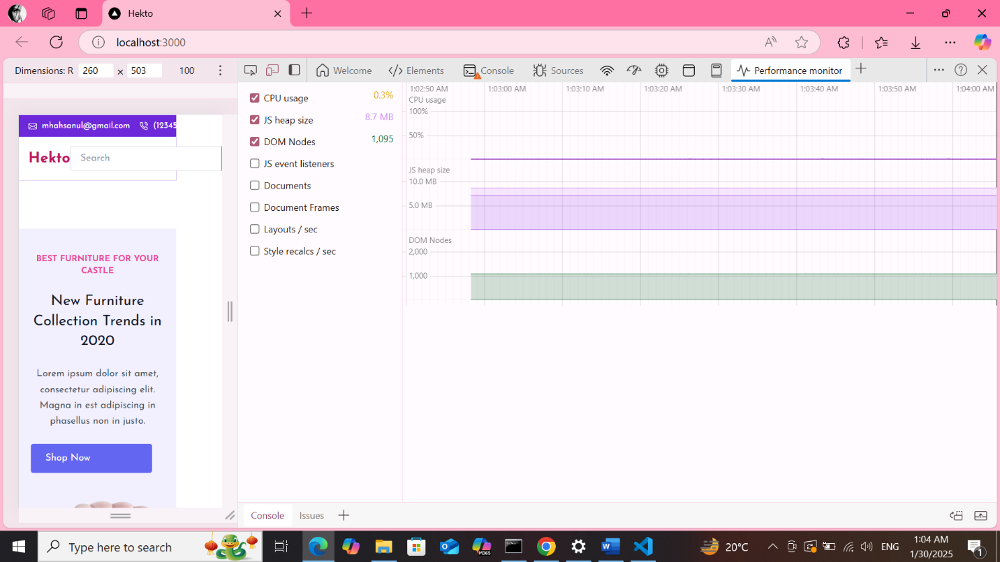 Hekto
localhost:3000
Dimensions: R 260 × 503 100
Welcome Elements Console Sources Performance monitor
mhahsanul@gmail.com (12345
Hekto Search
BEST FURNITURE FOR YOUR
CASTLE
New Furniture
Collection Trends in
2020
Lorem ipsum dolor sit amet,
consectetur adipiscing elit.
Magna in est adipiscing in
phasellus non in justo.
Shop Now
CPU usage 0.3%
JS heap size 8.7 MB
DOM Nodes 1,095
JS event listeners
Documents
Document Frames
Layouts / sec
Style recalcs / sec
1:02:50 AM 1:03:00 AM 1:03:10 AM 1:03:20 AM 1:03:30 AM 1:03:40 AM 1:03:50 AM 1:04:00 AM
CPU usage
100%
50%
JS heap size
10.0 MB
5.0 MB
DOM Nodes
2,000
1,000
Console Issues
Type here to search
M365
20°C
ENG
1:04 AM
1/30/2025
1